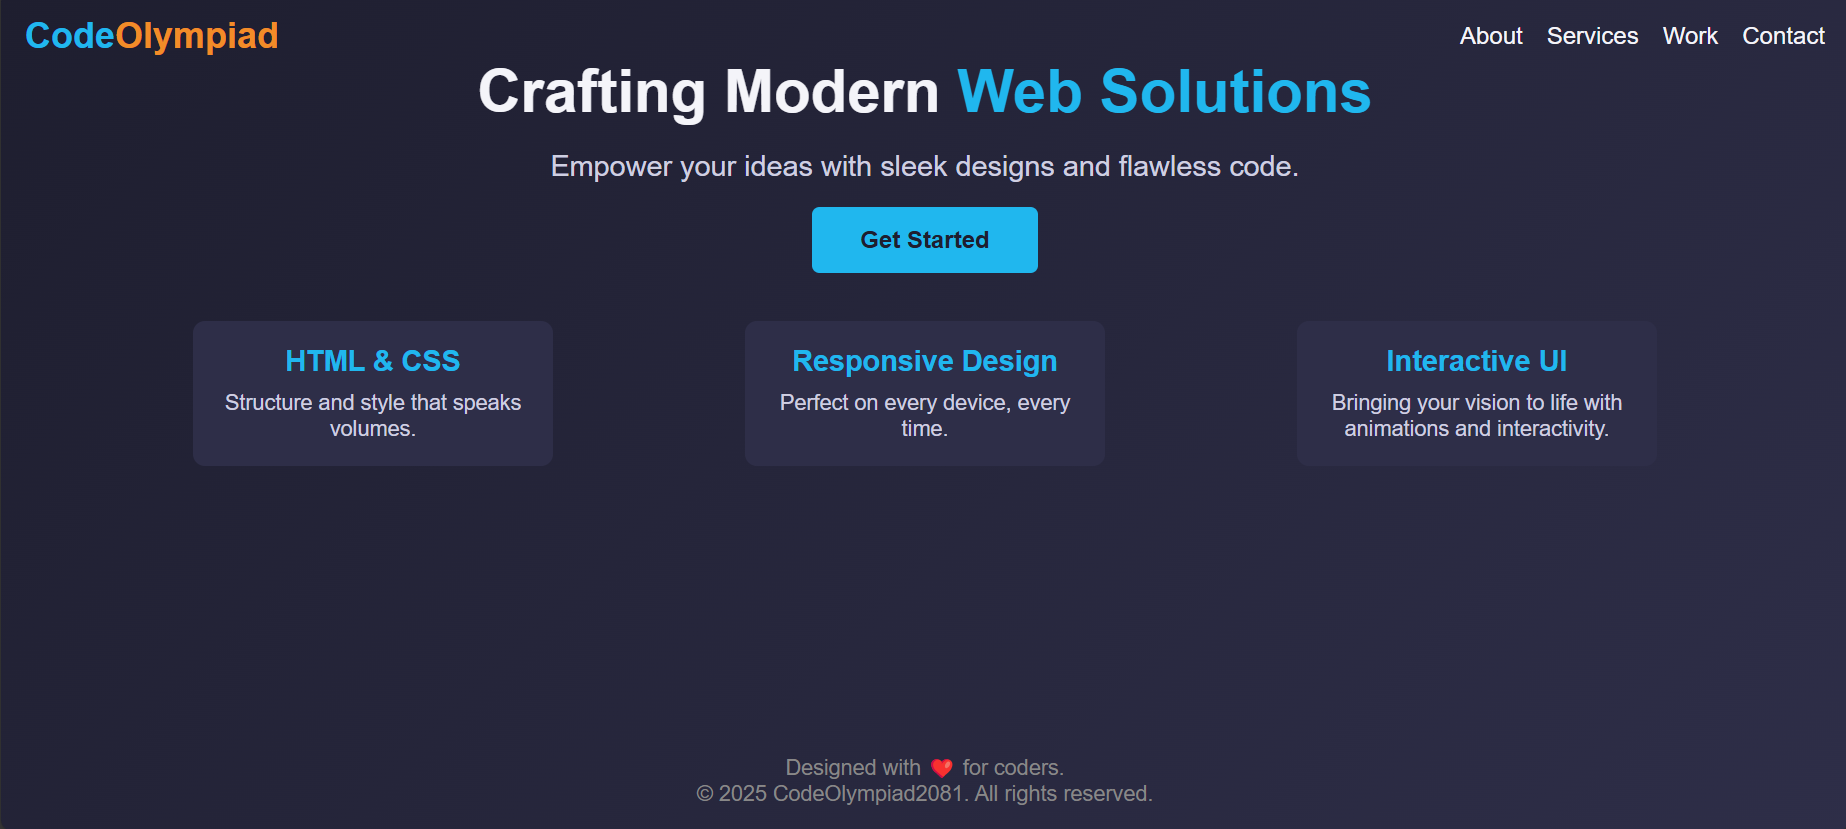 CodeOlympiad
About Services Work Contact
Crafting Modern Web Solutions
Empower your ideas with sleek designs and flawless code.
Get Started
HTML & CSS
Structure and style that speaks
volumes.
Responsive Design
Perfect on every device, every
time.
Interactive UI
Bringing your vision to life with
animations and interactivity.
Designed with ❤️ for coders.
© 2025 CodeOlympiad2081. All rights reserved.